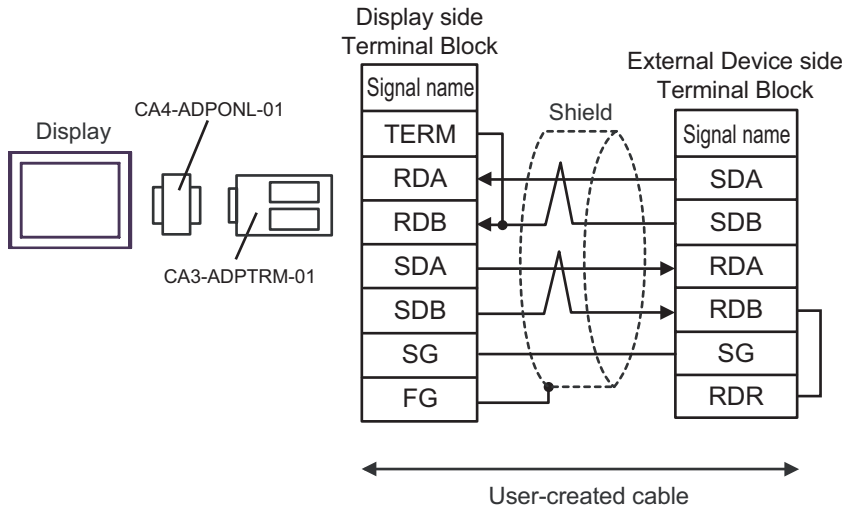 Display side
Terminal Block
External Device side
Terminal Block
CA4-ADPONL-01
Display
CA3-ADPTRM-01
Shield
Signal name
TERM
RDA
RDB
SDA
SDB
SG
FG
Signal name
SDA
SDB
RDA
RDB
SG
RDR
User-created cable